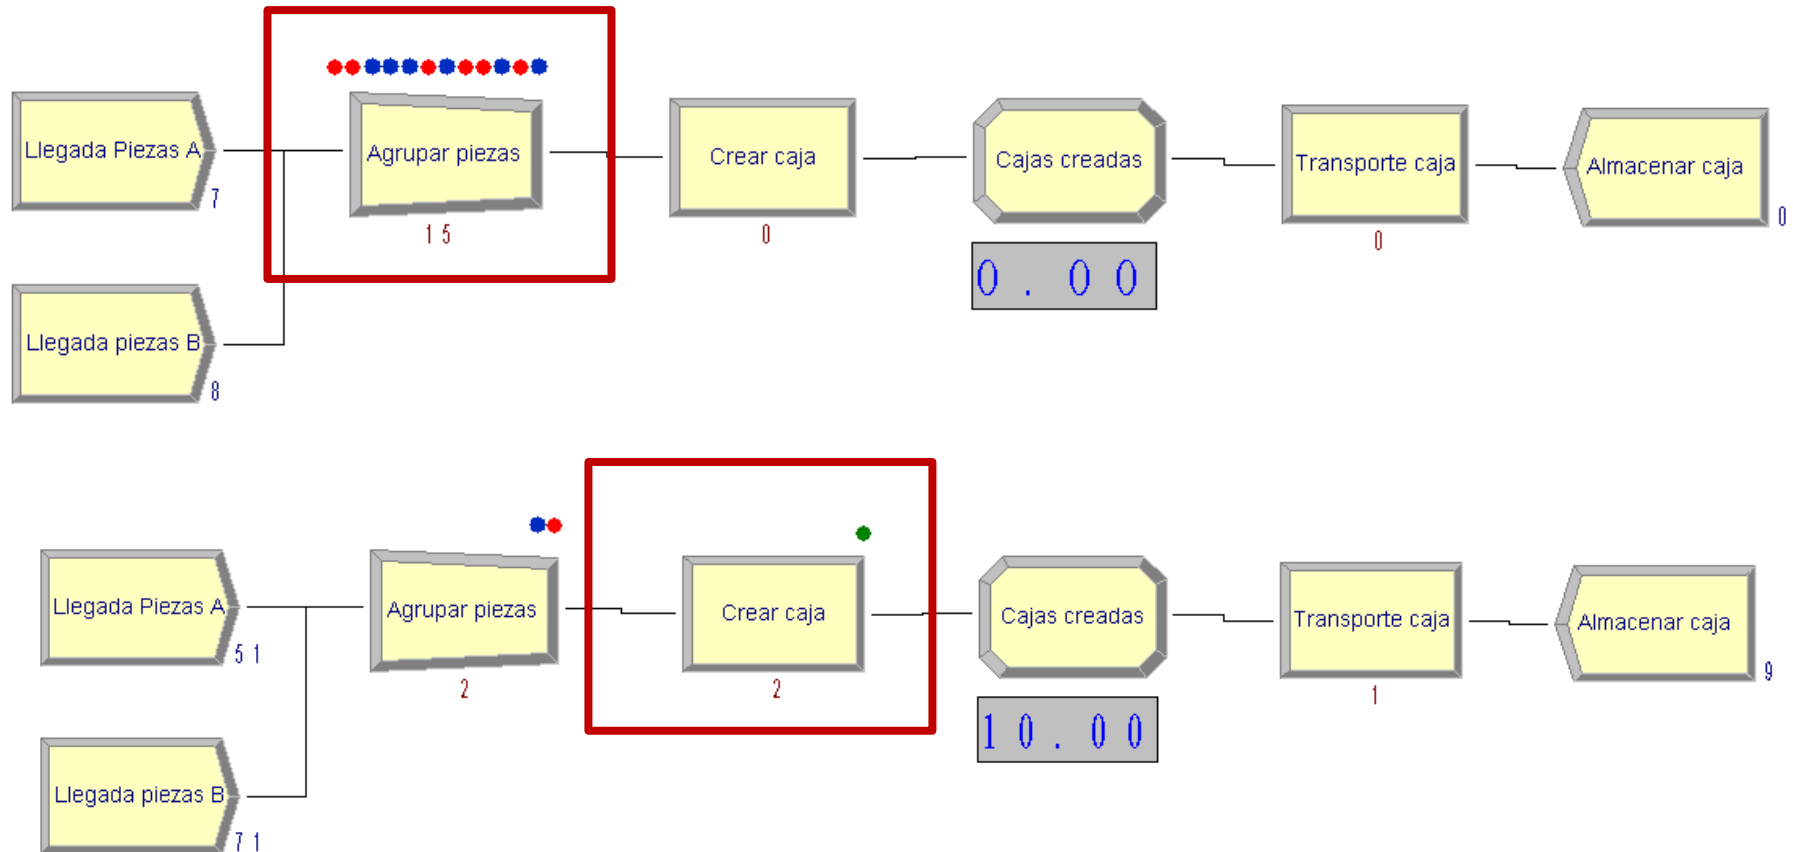 Llegada Piezas A
7
Agrupar piezas
15
Crear caja
0
Cajas creadas
0.00
Transporte caja
0
Almacenar caja
0
Llegada piezas B
8
Llegada Piezas A
51
Agrupar piezas
2
Crear caja
2
Cajas creadas
10.00
Transporte caja
1
Almacenar caja
9
Llegada piezas B
71